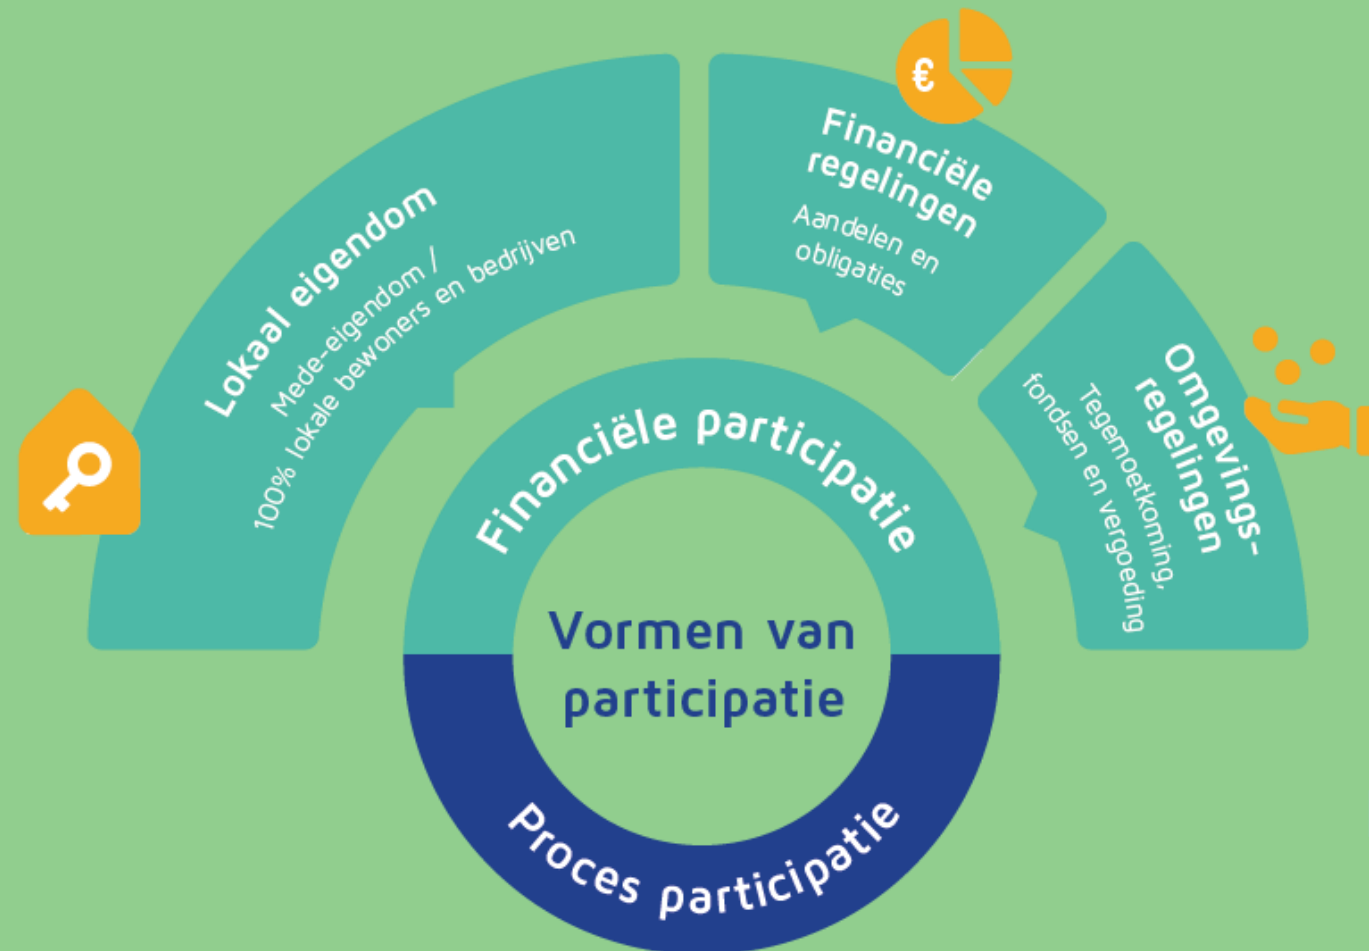 Vormen van
participatie
Financiële participatie
Proces participatie
Lokaal eigendom
Mede-eigendom /
100% lokale bewoners en bedrijven
€
Financiële
regelingen
Aandelen en
obligaties
Omgevings-
regelingen
Tegemoetkoming,
fondsen en vergoeding